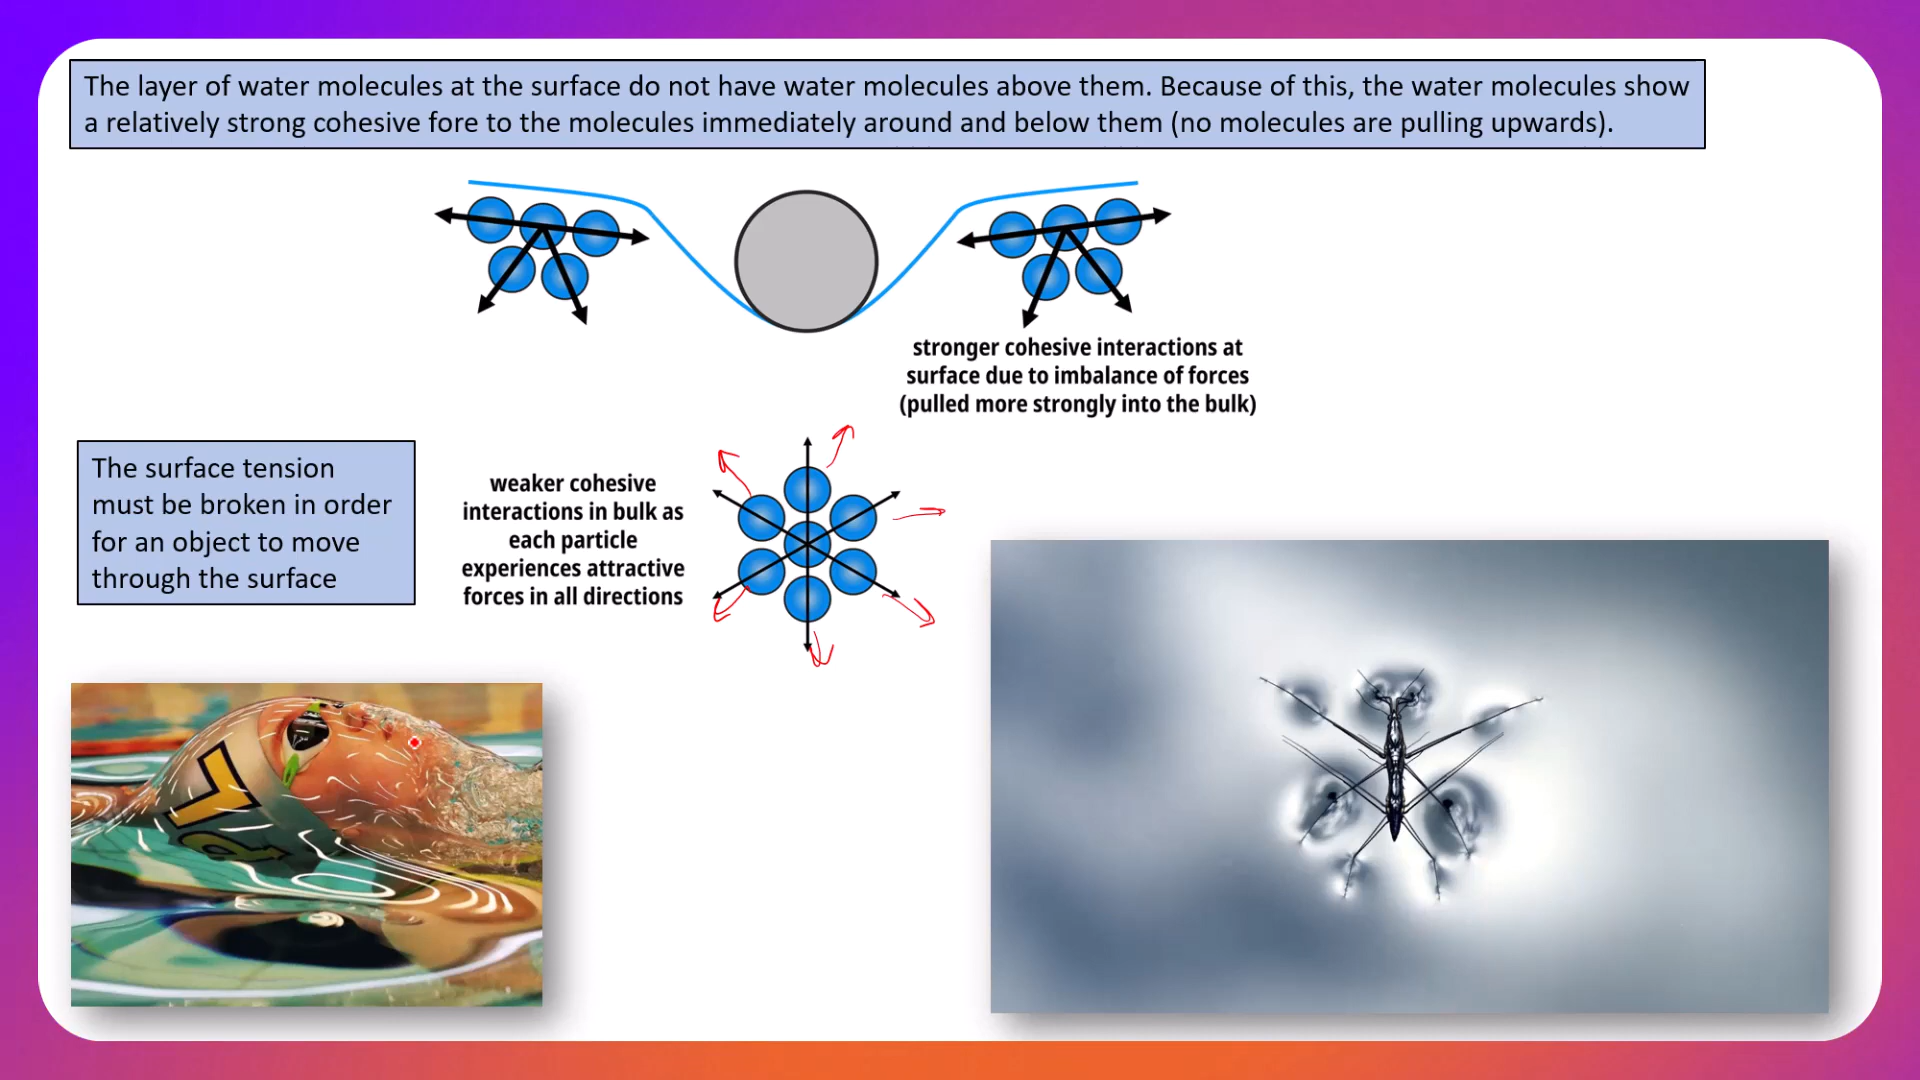 The layer of water molecules at the surface do not have water molecules above them. Because of this, the water molecules show
a relatively strong cohesive fore to the molecules immediately around and below them (no molecules are pulling upwards).
stronger cohesive interactions at
surface due to imbalance of forces
(pulled more strongly into the bulk)
The surface tension
must be broken in order
for an object to move
through the surface
weaker cohesive
interactions in bulk as
each particle
experiences attractive
forces in all directions